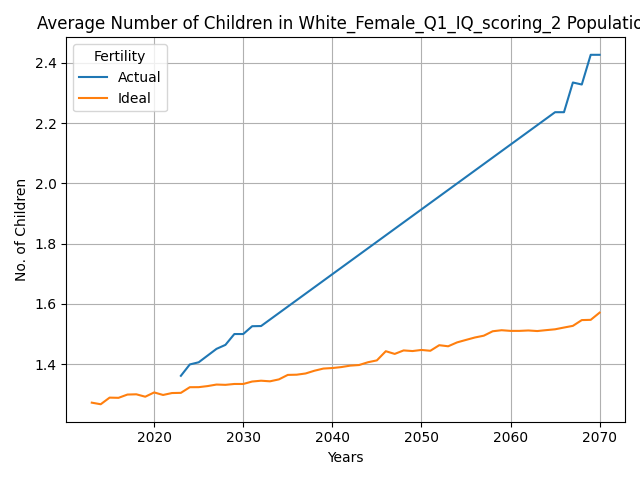 Average Number of Children in White_Female_Q1_IQ_scoring_2 Populatio
Fertility
Actual
Ideal
2.4
2.2
2.0
1.8
1.6
1.4
No. of Children
2020 2030 2040 2050 2060 2070
Years